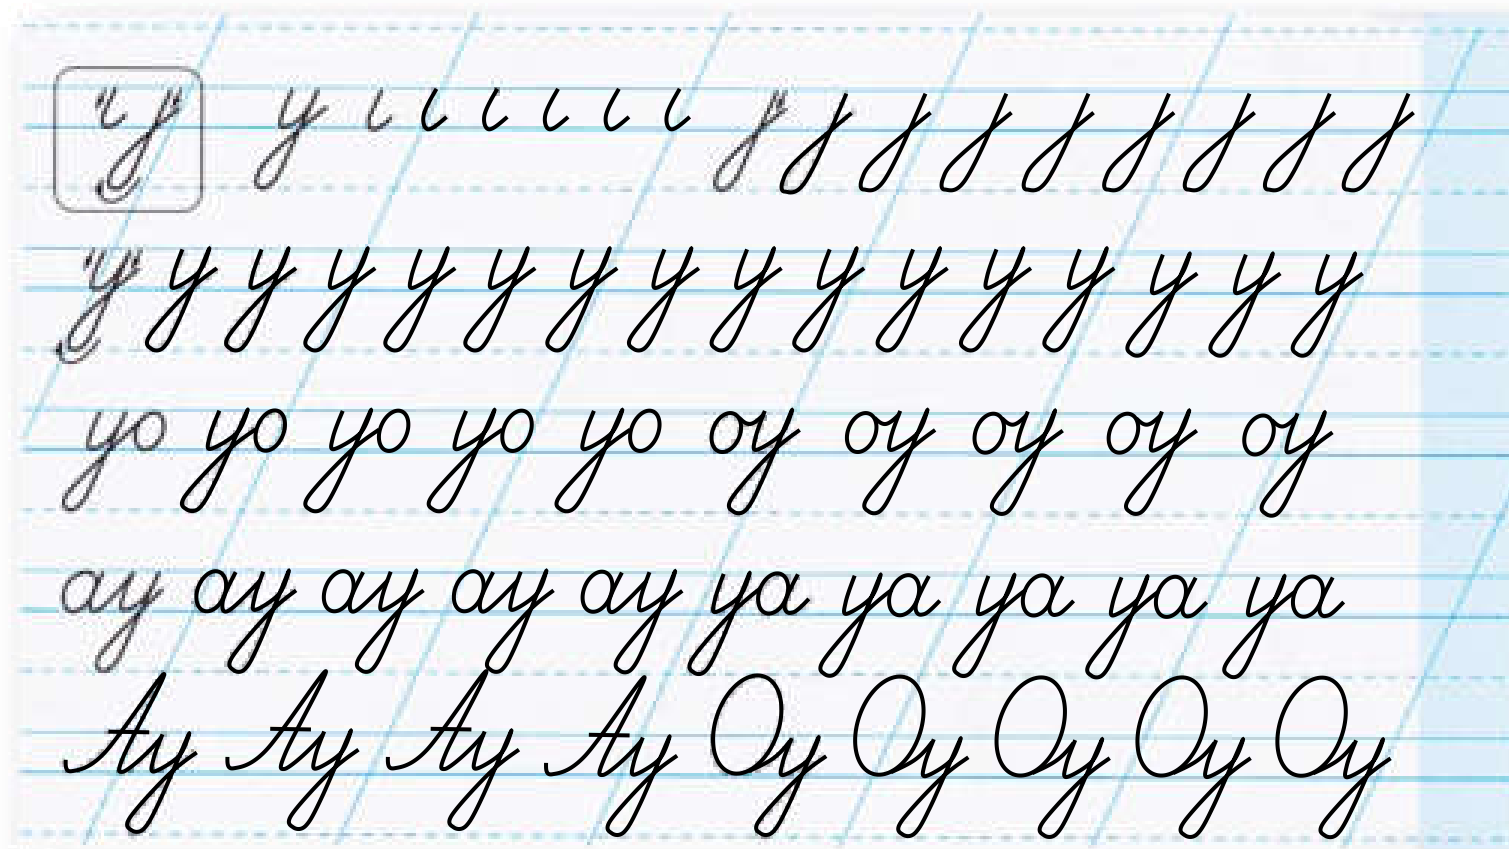 у у
у у у у у у у у у у у у у у у у
уо уо уо уо уо оу оу оу оу оу
ау ау ау ау ау уа уа уа уа уа
Ау Ау Ау Ау Оу Оу Оу Оу Оу